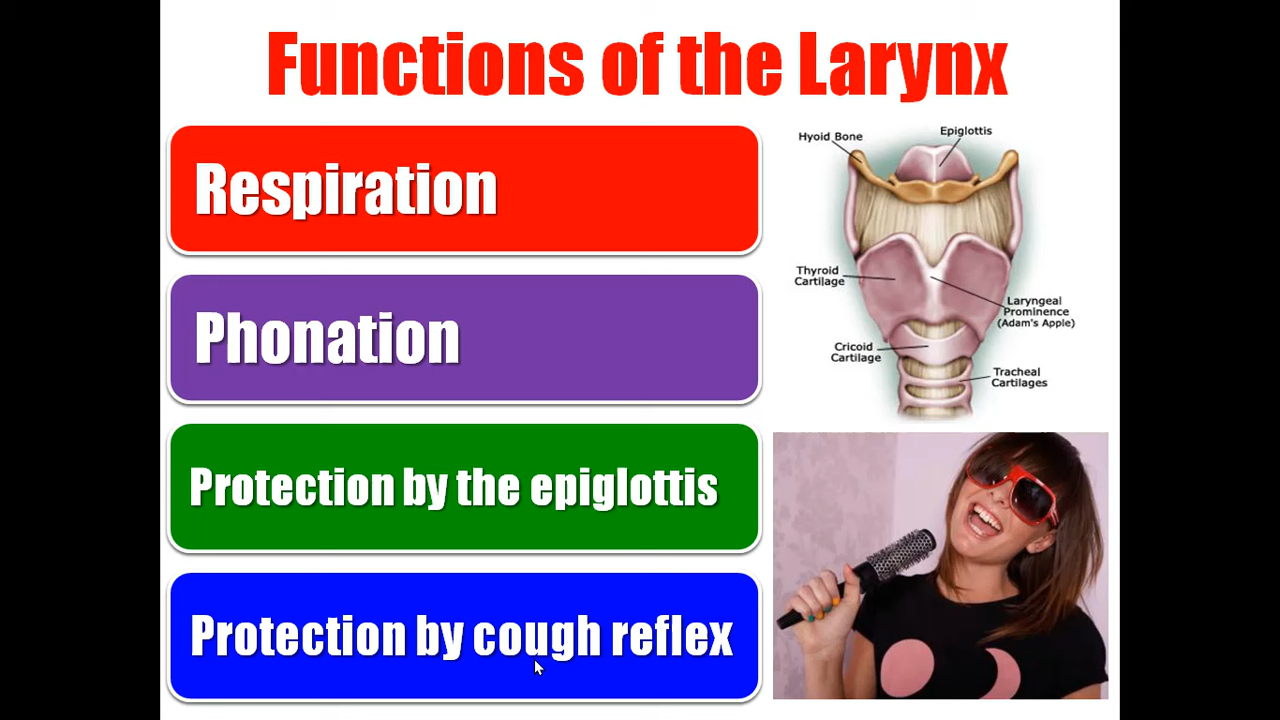 Functions of the Larynx
Respiration
Phonation
Protection by the epiglottis
Protection by cough reflex
Hyoid Bone
Epiglottis
Thyroid
Cartilage
Laryngeal
Prominence
(Adam's Apple)
Cricoid
Cartilage
Tracheal
Cartilages